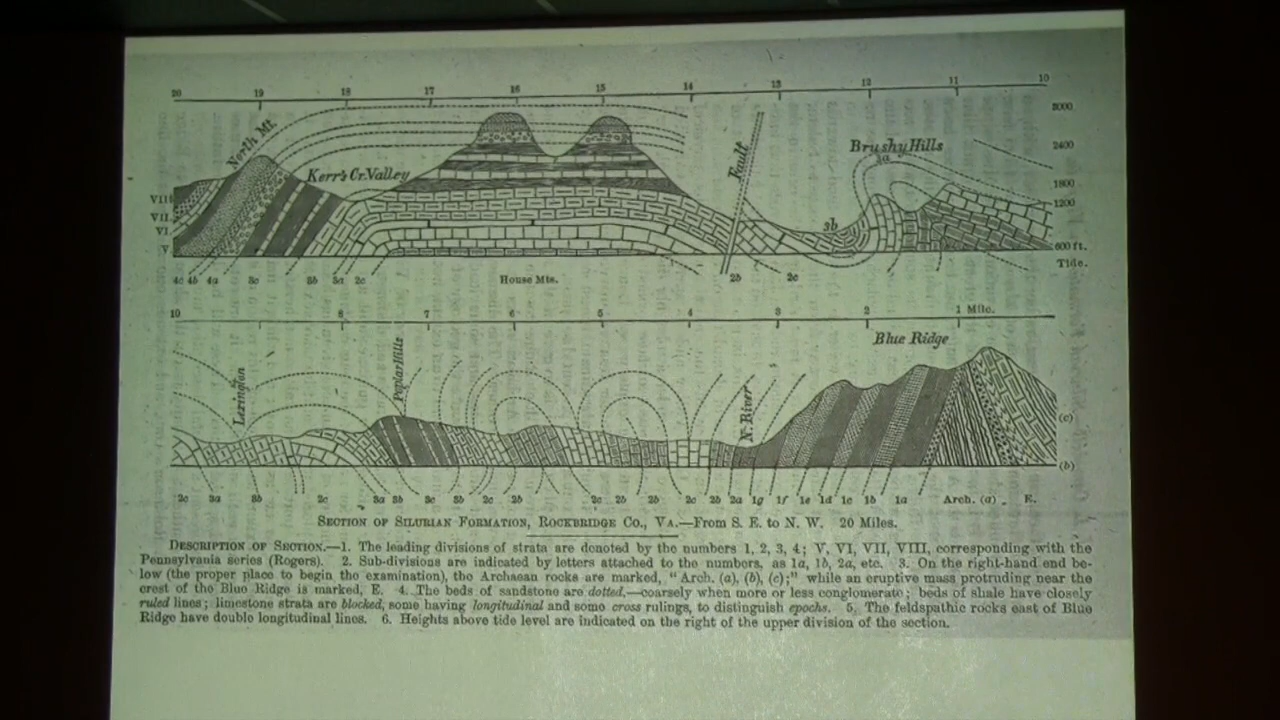 20 19 18 17 16 15 14 13 12 11 10
3000
North Mt.
Fault
Brushy Hills
2400
3a
Kerr's Cr. Valley
1800
VIII
1200
VII.
VI.
3b
V.
600 ft.
Tide.
4c 4b 4a 3c 3b 3a 2c House Mts. 2b 2c
10 8 7 6 5 4 3 2 1 Mile.
Blue Ridge
Lexington
Poplar Hills
N. River
(c)
(b)
2c 3a 3b 2c 3a 3b 3c 3b 2c 2b 2c 2b 2b 2c 2b 2a 1g 1f 1e 1d 1c 1b 1a Arch. (a) E.
Section of Silurian Formation, Rockbridge Co., Va.—From S. E. to N. W. 20 Miles.
Description of Section.—1. The leading divisions of strata are denoted by the numbers 1, 2, 3, 4; V, VI, VII, VIII, corresponding with the
Pennsylvania series (Rogers). 2. Sub-divisions are indicated by letters attached to the numbers, as 1a, 1b, 2a, etc. 3. On the right-hand end be-
low (the proper place to begin the examination), the Archæan rocks are marked, "Arch. (a), (b), (c);" while an eruptive mass protruding near the
crest of the Blue Ridge is marked, E. 4. The beds of sandstone are dotted,—coarsely when more or less conglomerate; beds of shale have closely
ruled lines; limestone strata are blocked, some having longitudinal and some cross rulings, to distinguish epochs. 5. The feldspathic rocks east of Blue
Ridge have double longitudinal lines. 6. Heights above tide level are indicated on the right of the upper division of the section.